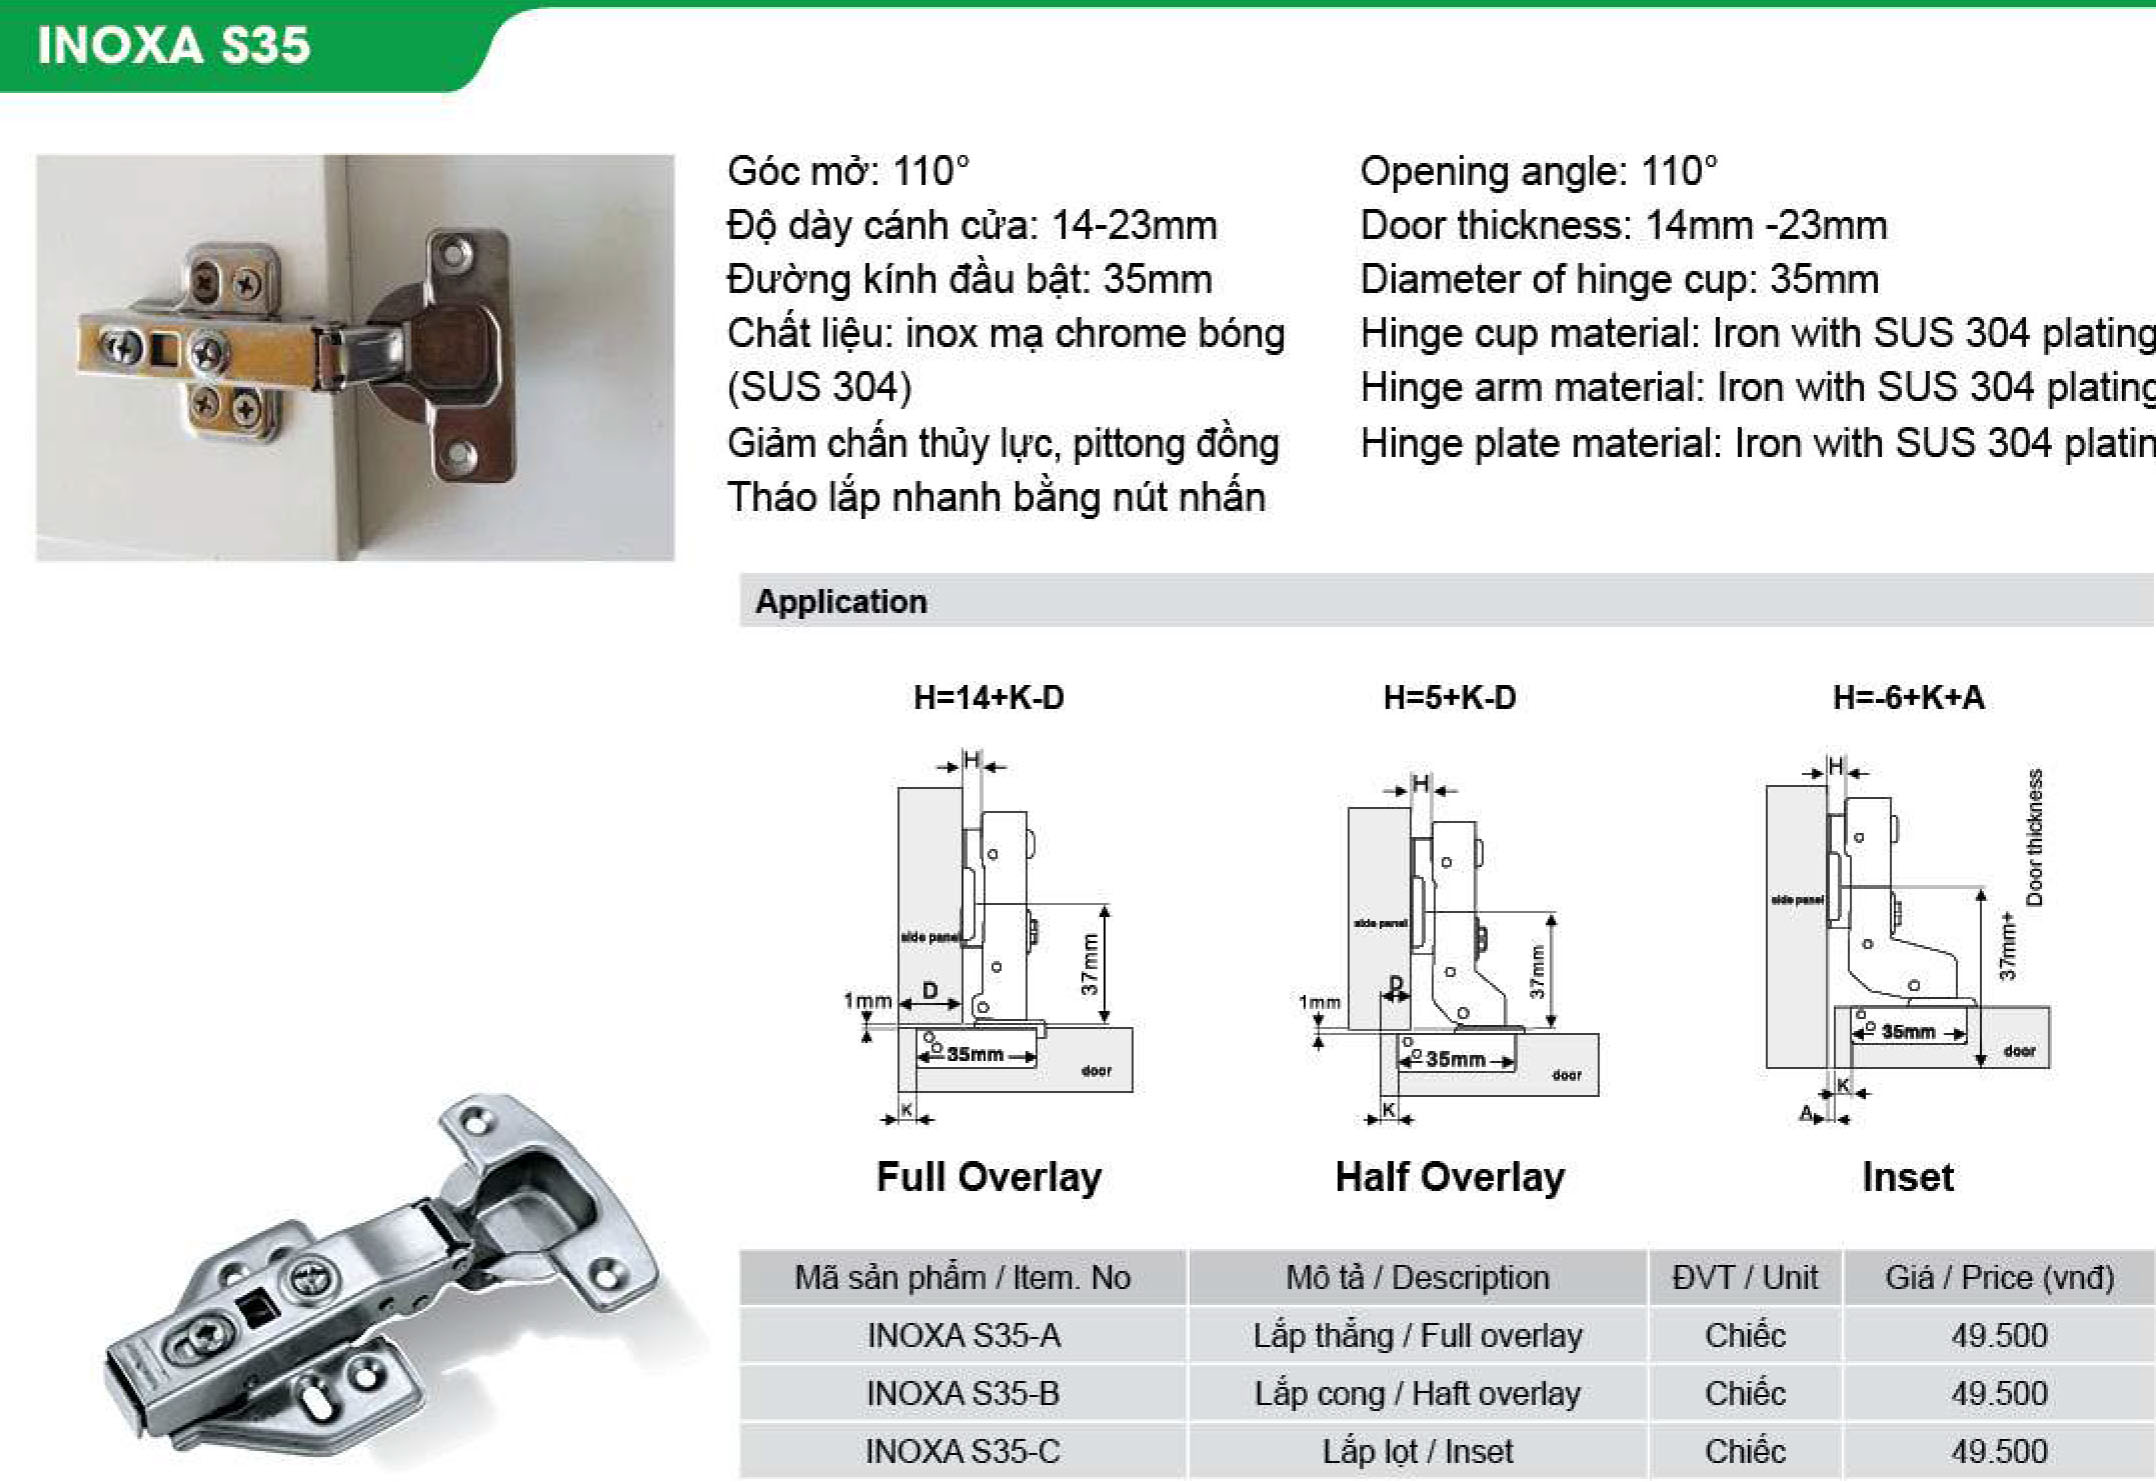 INOXA S35
Góc mở: 110°
Độ dày cánh cửa: 14-23mm
Đường kính đầu bật: 35mm
Chất liệu: inox mạ chrome bóng
(SUS 304)
Giảm chấn thủy lực, pittong đồng
Tháo lắp nhanh bằng nút nhấn
Opening angle: 110°
Door thickness: 14mm -23mm
Diameter of hinge cup: 35mm
Hinge cup material: Iron with SUS 304 plating
Hinge arm material: Iron with SUS 304 plating
Hinge plate material: Iron with SUS 304 platin
Application
H=14+K-D
H
side panel
D
1mm
37mm
35mm
door
K
Full Overlay
H=5+K-D
H
side panel
D
1mm
37mm
35mm
door
K
Half Overlay
H=-6+K+A
H
side panel
Door thickness
37mm+
35mm
door
K
A
Inset
Mã sản phẩm / Item. No Mô tả / Description ĐVT / Unit Giá / Price (vnđ)
INOXA S35-A Lắp thẳng / Full overlay Chiếc 49.500
INOXA S35-B Lắp cong / Haft overlay Chiếc 49.500
INOXA S35-C Lắp lọt / Inset Chiếc 49.500